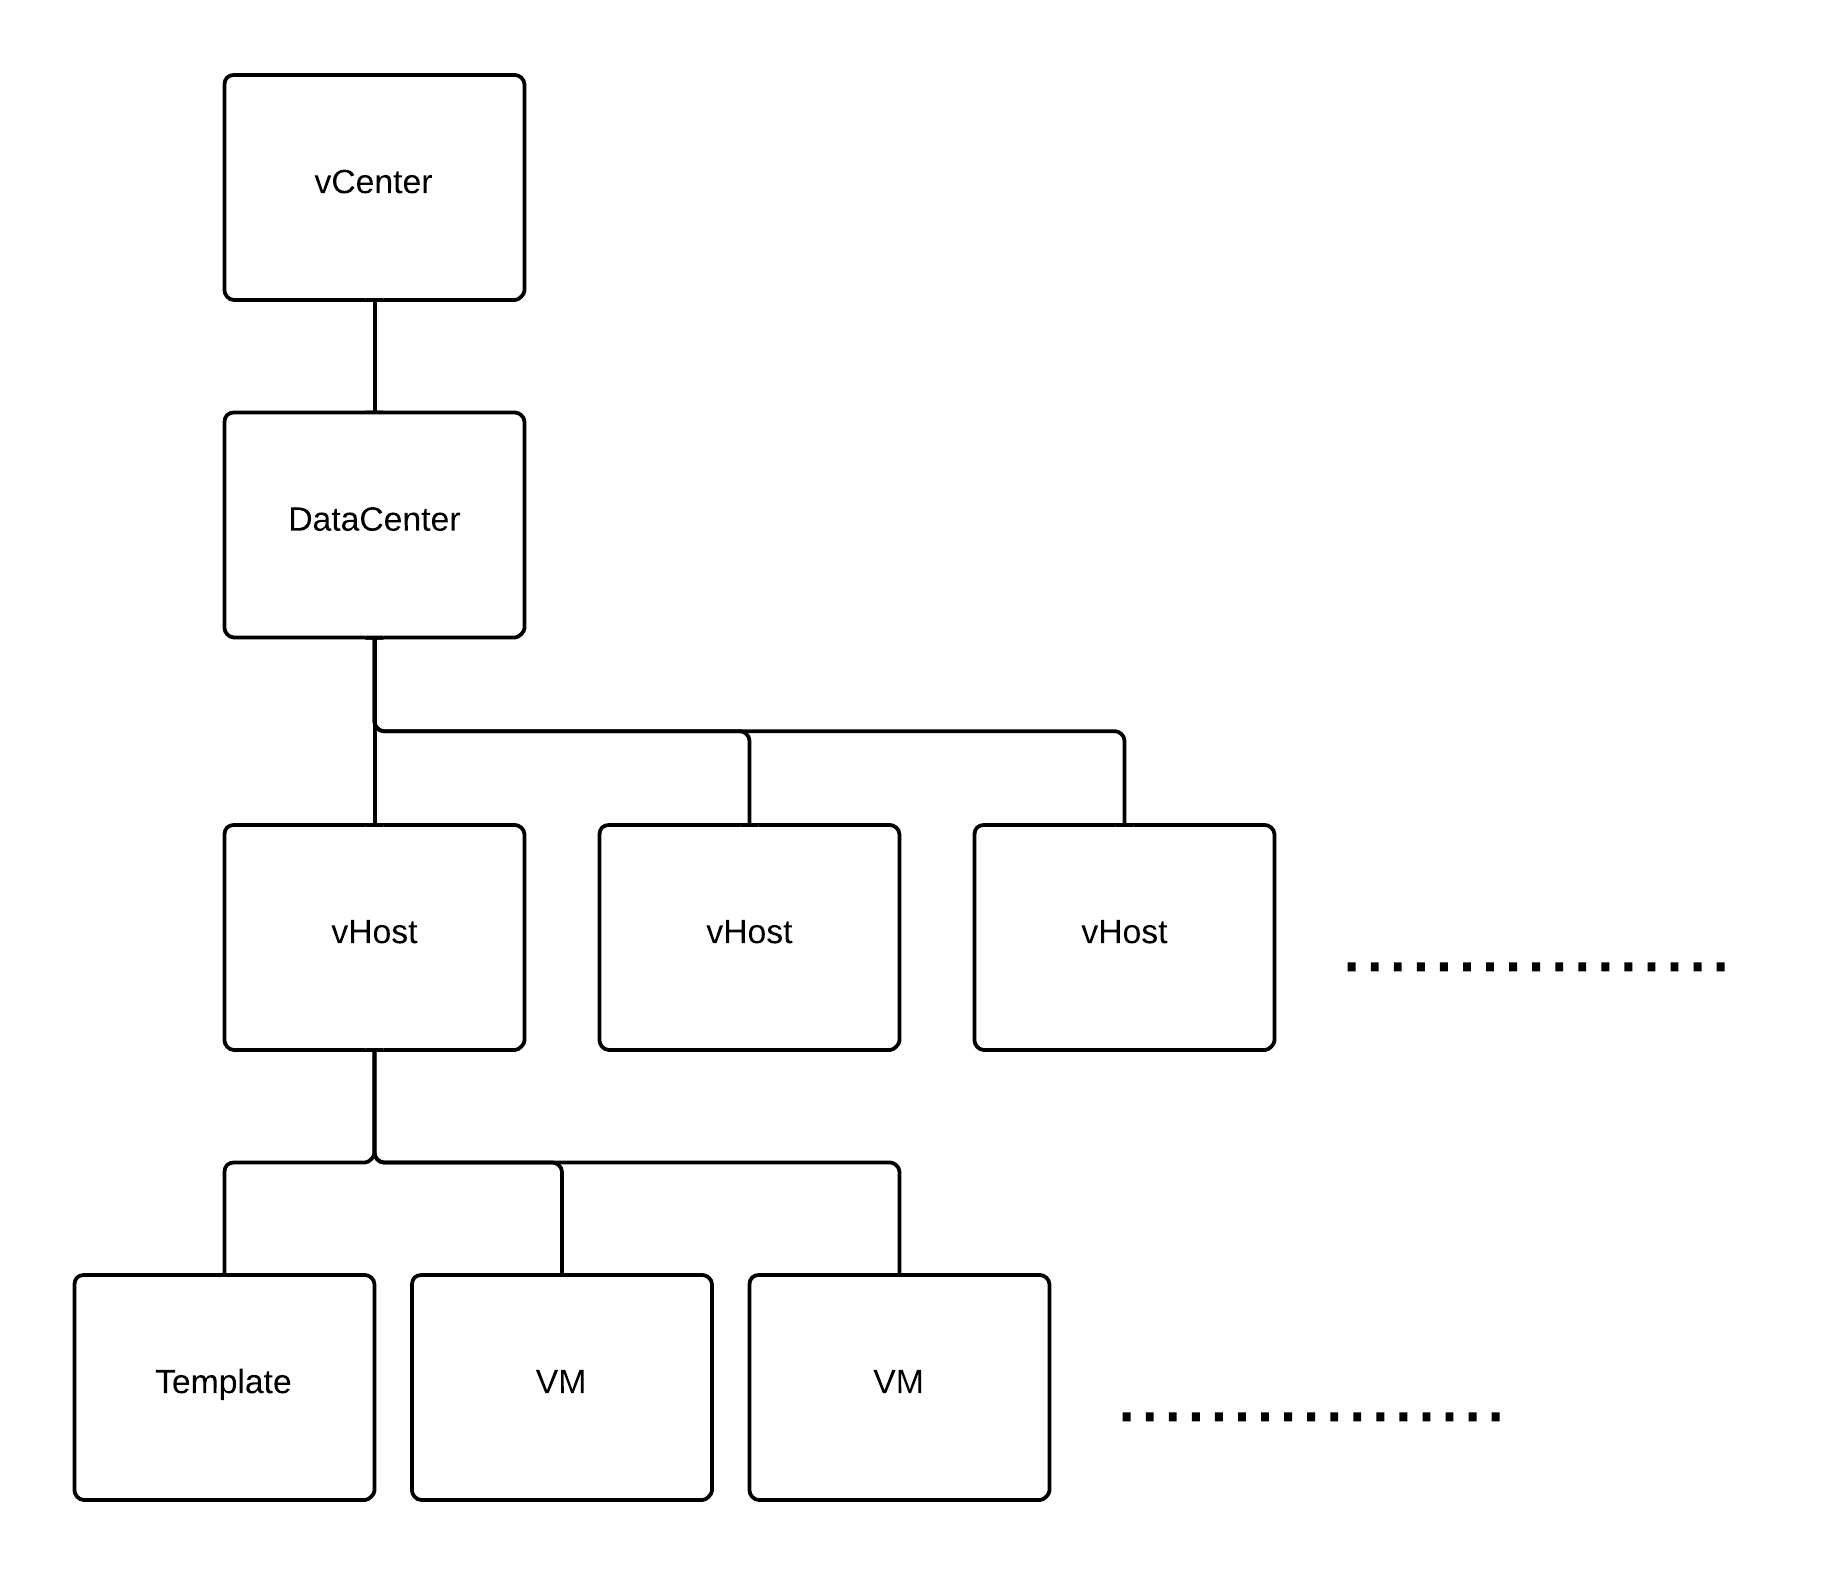 vCenter
DataCenter
vHost
vHost
vHost
Template
VM
VM